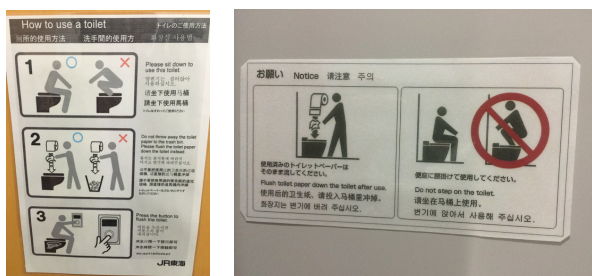 How to use a toilet
トイレのご使用方法
厕所的使用方法 洗手間的使用方
화장실 사용법
1
Please sit down to
use this toilet.
请坐下使用马桶
請坐下使用馬桶
2
Do not throw away the toilet
paper to the trash bin.
Please flush the toilet paper
down the toilet instead.
3
Press the button to
flush the toilet.
JR東海
お願い Notice 请注意 주의
使用済みのトイレットペーパーは
そのまま流してください。
Flush toilet paper down the toilet after use.
使用后的卫生纸，请投入马桶里冲掉。
화장지는 변기에 버려 주십시오.
便座に腰掛けて使用してください。
Do not step on the toilet.
请坐在马桶上使用。
변기에 앉아서 사용해 주십시오.